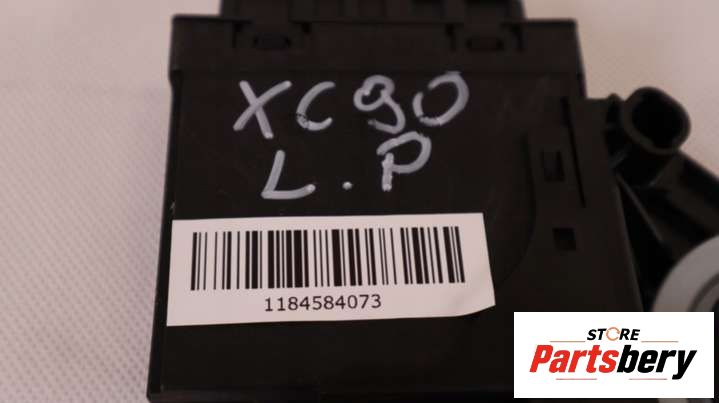 XC90
L.P
1184584073
STORE
Partsbery